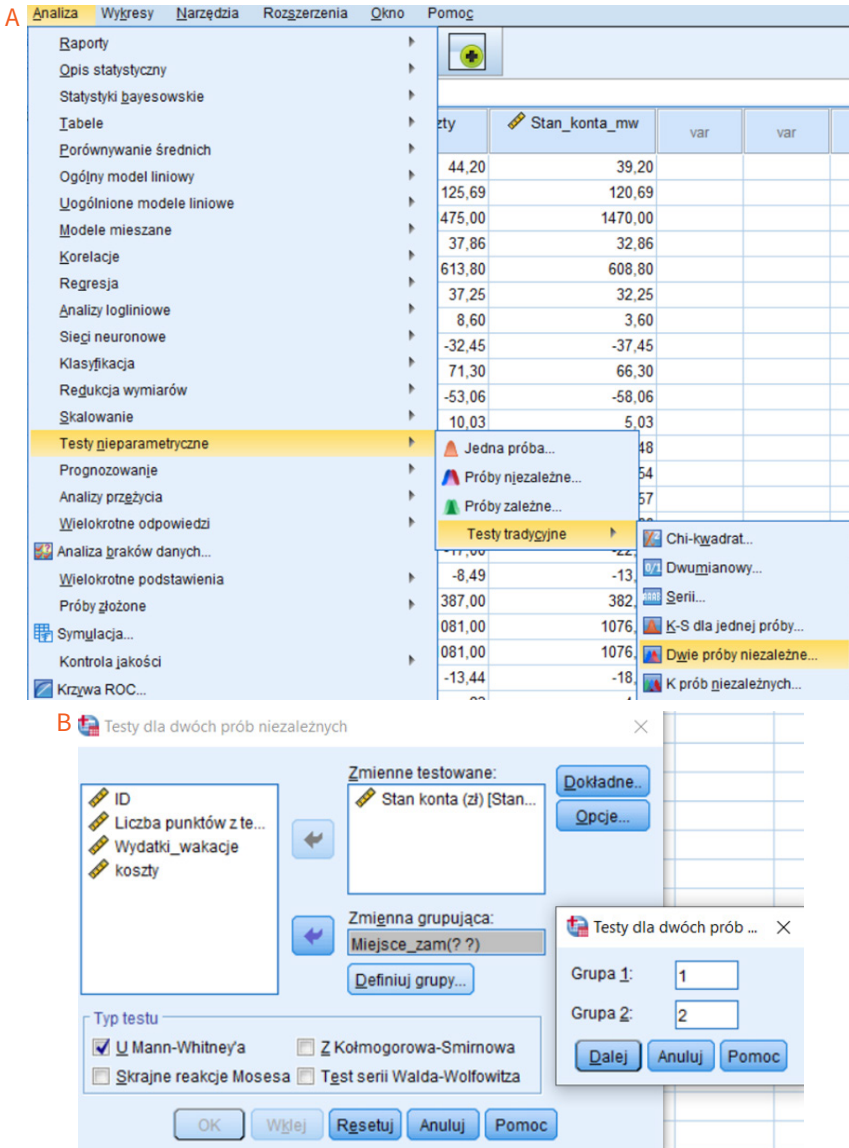 A
Analiza Wykresy Narzędzia Rozszerzenia Okno Pomoc
Raporty
Opis statystyczny
Statystyki bayesowskie
Tabele
Porównywanie średnich
Ogólny model liniowy
Uogólnione modele liniowe
Modele mieszane
Korelacje
Regresja
Analizy logliniowe
Sieci neuronowe
Klasyfikacja
Redukcja wymiarów
Skalowanie
Testy nieparametryczne
Prognozowanie
Analizy przeżycia
Wielokrotne odpowiedzi
Analiza braków danych...
Wielokrotne podstawienia
Próby złożone
Symulacja...
Kontrola jakości
Krzywa ROC...
zty Stan_konta_mw var var
44,20 39,20
125,69 120,69
475,00 1470,00
37,86 32,86
613,80 608,80
37,25 32,25
8,60 3,60
-32,45 -37,45
71,30 66,30
-53,06 -58,06
10,03 5,03
48
54
57
-8,49 -13,
387,00 382,
081,00 1076,
081,00 1076,
-13,44 -18,
Jedna próba...
Próby niezależne...
Próby zależne...
Testy tradycyjne
Chi-kwadrat...
Dwumianowy...
Serii...
K-S dla jednej próby...
Dwie próby niezależne...
K prób niezależnych...
B
Testy dla dwóch prób niezależnych
ID
Liczba punktów z te...
Wydatki_wakacje
koszty
Zmienne testowane:
Stan konta (zł) [Stan...
Zmienna grupująca:
Miejsce_zam(? ?)
Definiuj grupy...
Dokładne..
Opcje...
Typ testu
U Mann-Whitney'a Z Kołmogorowa-Smirnowa
Skrajne reakcje Mosesa Test serii Walda-Wolfowitza
OK Wklej Resetuj Anuluj Pomoc
Testy dla dwóch prób ...
Grupa 1: 1
Grupa 2: 2
Dalej Anuluj Pomoc